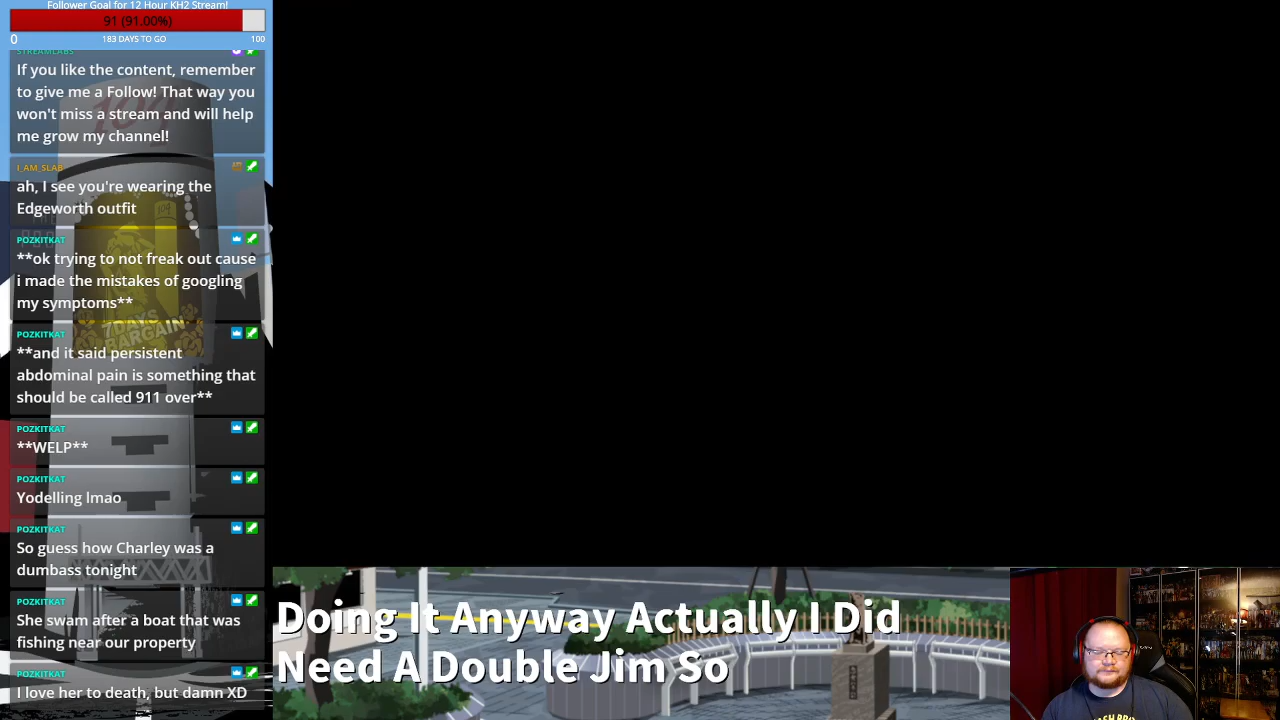 Follower Goal for 12 Hour KH2 Stream!
91 (91.00%)
0 183 DAYS TO GO 100
STREAMLABS
If you like the content, remember
to give me a Follow! That way you
won't miss a stream and will help
me grow my channel!
I_AM_SLAB
ah, I see you're wearing the
Edgeworth outfit
POZKITKAT
**ok trying to not freak out cause
i made the mistakes of googling
my symptoms**
POZKITKAT
**and it said persistent
abdominal pain is something that
should be called 911 over**
POZKITKAT
**WELP**
POZKITKAT
Yodelling lmao
POZKITKAT
So guess how Charley was a
dumbass tonight
POZKITKAT
She swam after a boat that was
fishing near our property
POZKITKAT
I love her to death, but damn XD
104
104
7DAYS
BARGAIN
Doing It Anyway Actually I Did
Need A Double Jim So